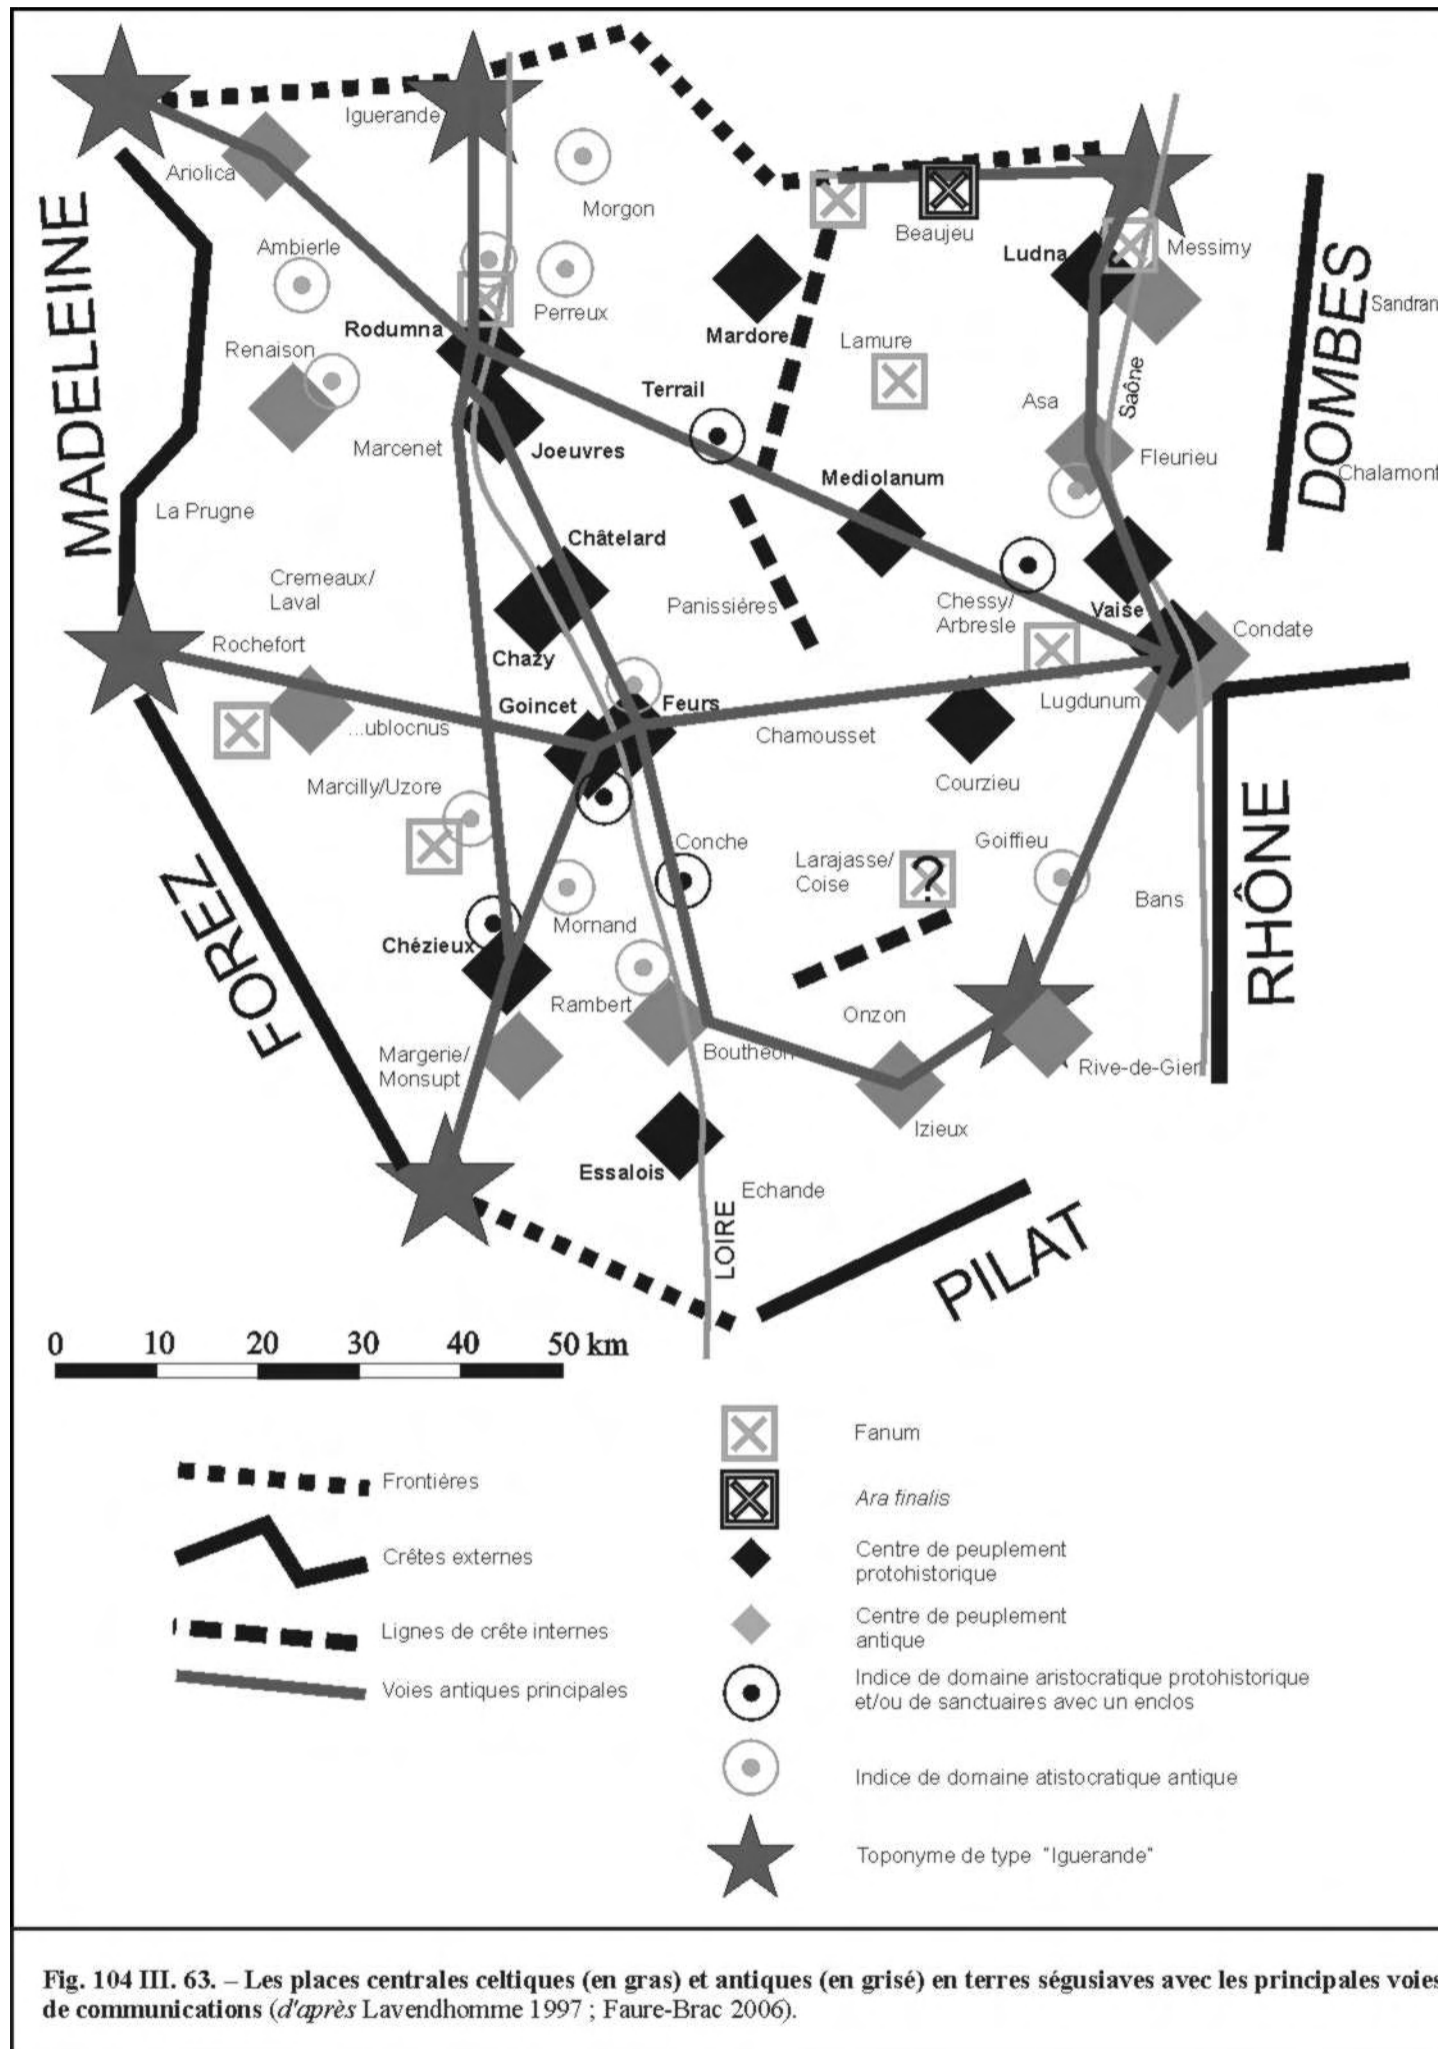 Iguerande
Ariolica
Morgon
Ambierle
Beaujeu
Ludna
Messimy
MADELEINE
DOMBES
Sandran
Perreux
Rodumna
Mardore
Lamure
Renaison
Saône
Terrail
Asa
Marcenet
Joeuvres
Fleurieu
Mediolanum
Chalamont
La Prugne
Châtelard
Cremeaux/
Laval
Panissiéres
Chessy/
Arbresle
Vaise
Condate
Rochefort
Chazy
Goincet
Feurs
Lugdunum
...ublocnus
Chamousset
Courzieu
Marcilly/Uzore
RHÔNE
Conche
Larajasse/
Coise
?
Goiffieu
Bans
FOREZ
Mornand
Chézieux
Rambert
Onzon
Margerie/
Monsupt
Boutheon
Rive-de-Gier
Izieux
Essalois
Echande
LOIRE
PILAT
0 10 20 30 40 50 km
Frontiéres
Crêtes externes
Lignes de crête internes
Voies antiques principales
Fanum
Ara finalis
Centre de peuplement
protohistorique
Centre de peuplement
antique
Indice de domaine aristocratique protohistorique
et/ou de sanctuaires avec un enclos
Indice de domaine atistocratique antique
Toponyme de type "Iguerande"
Fig. 104 III. 63. – Les places centrales celtiques (en gras) et antiques (en grisé) en terres ségusiaves avec les principales voies
de communications (d'après Lavendhomme 1997 ; Faure-Brac 2006).